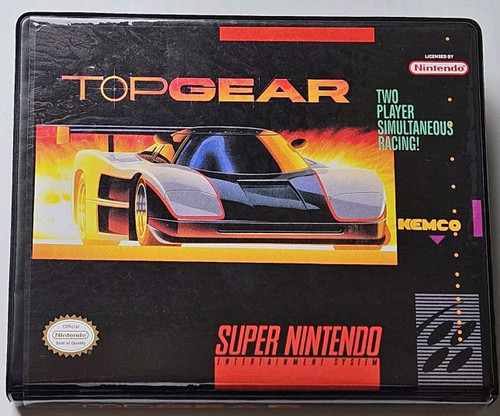 LICENSED BY
Nintendo
TOPGEAR
TWO
PLAYER
SIMULTANEOUS
RACING!
KEMCO
Official
Nintendo
Seal of Quality
SUPER NINTENDO
ENTERTAINMENT SYSTEM